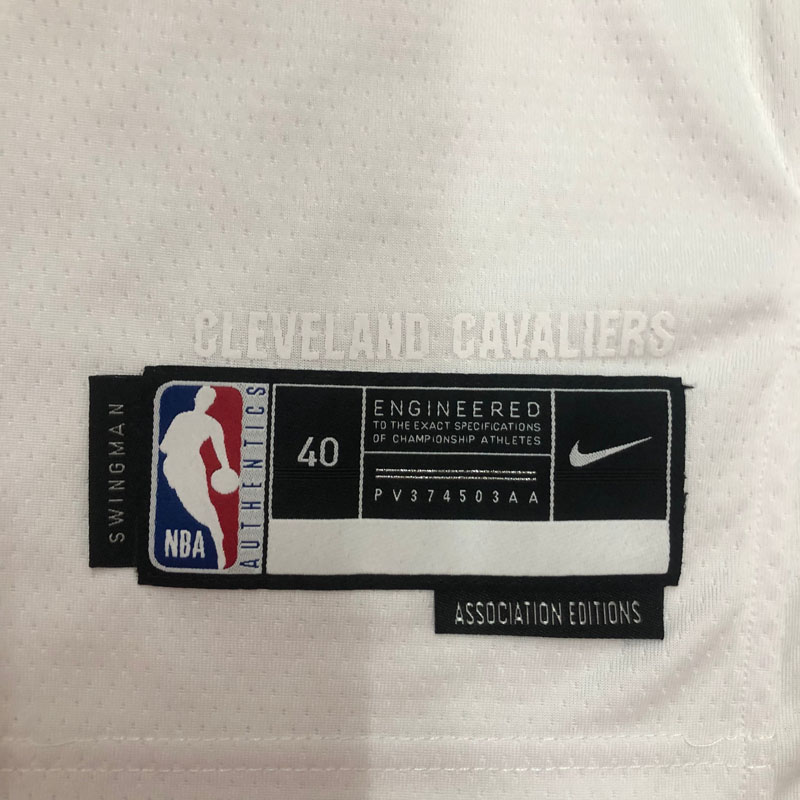 CLEVELAND CAVALIERS
SWINGMAN
NBA
AUTHENTICS
40
ENGINEERED
TO THE EXACT SPECIFICATIONS
OF CHAMPIONSHIP ATHLETES
PV374503AA
ASSOCIATION EDITIONS